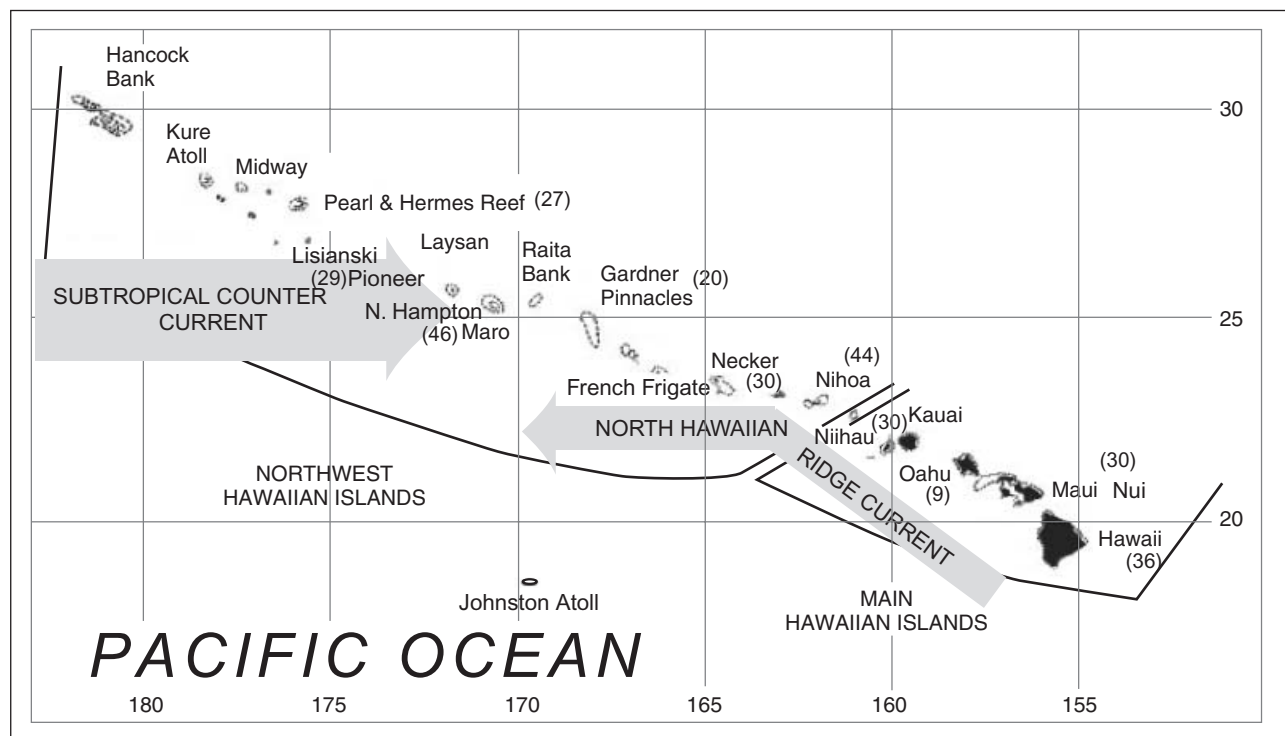 Hancock
Bank
30
Kure
Atoll
Midway
Pearl & Hermes Reef (27)
Lisianski
(29) Pioneer
Laysan
Raita
Bank
Gardner
Pinnacles (20)
SUBTROPICAL COUNTER
CURRENT
N. Hampton
(46) Maro
25
French Frigate
Necker
(30)
(44)
Nihoa
NORTH HAWAIIAN
RIDGE CURRENT
Niihau (30)
Kauai
Oahu
(9)
(30)
Maui Nui
NORTHWEST
HAWAIIAN ISLANDS
20
Hawaii
(36)
Johnston Atoll
MAIN
HAWAIIAN ISLANDS
PACIFIC OCEAN
180 175 170 165 160 155